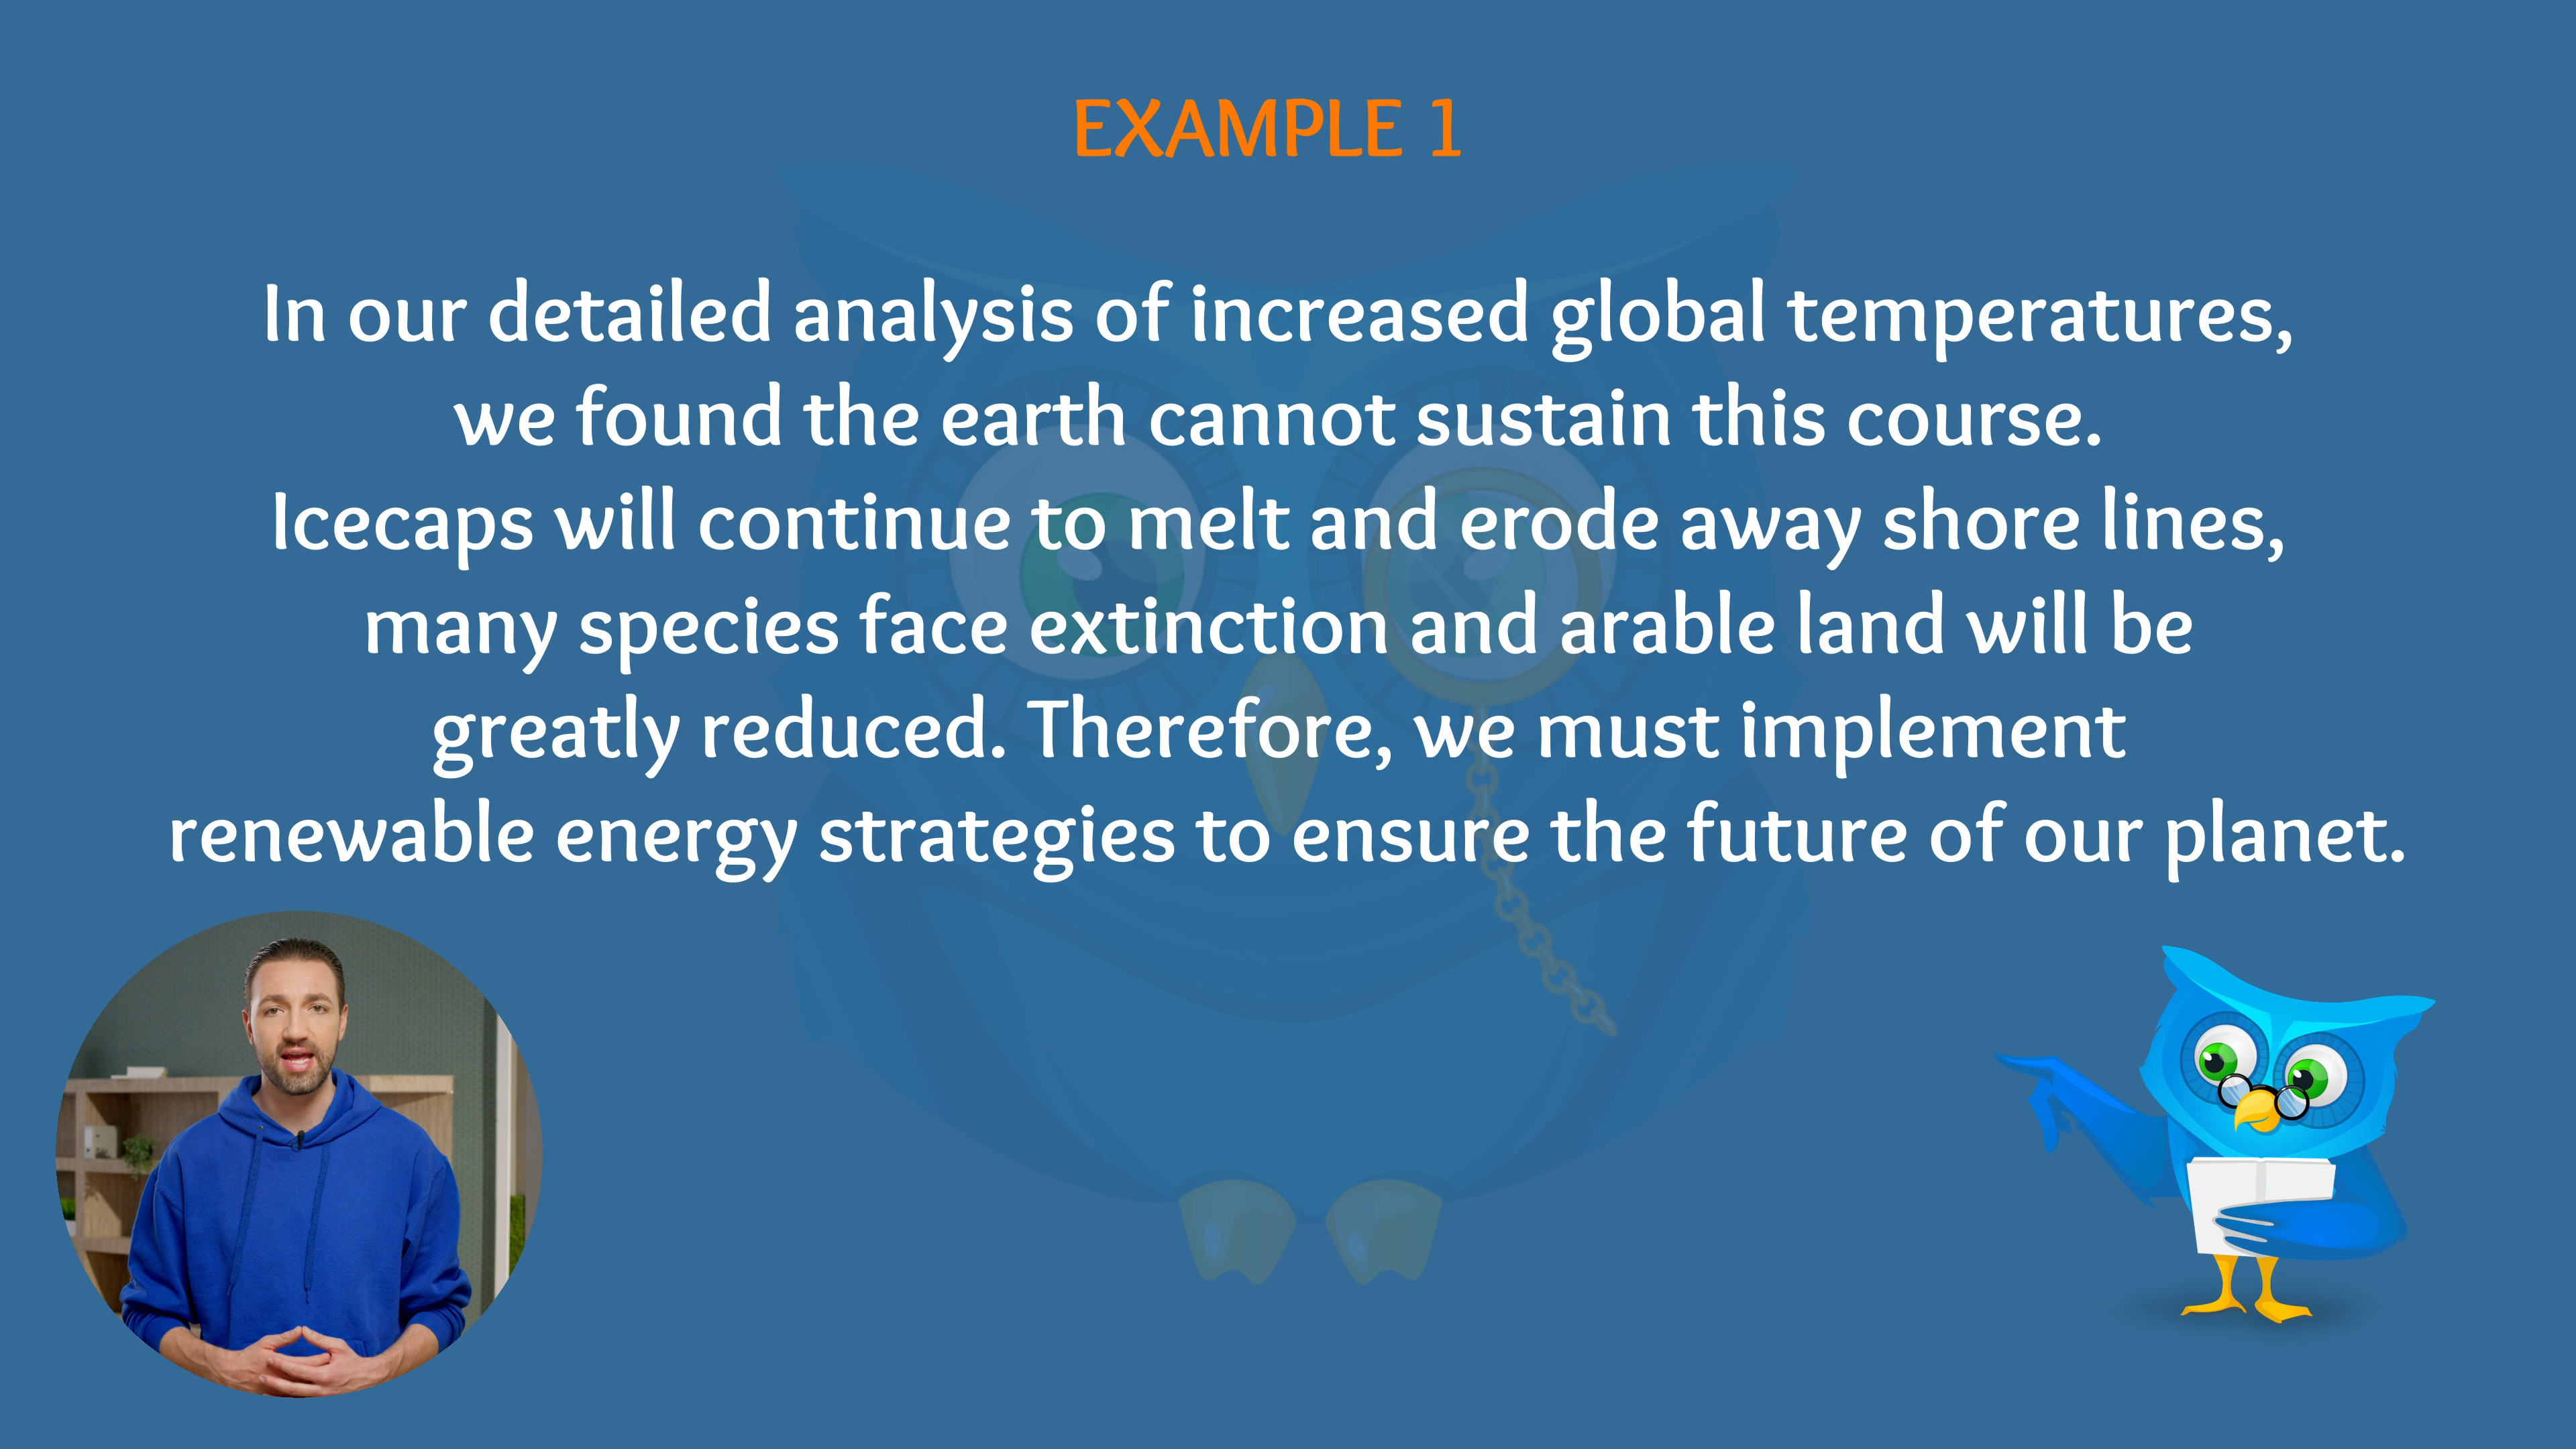 EXAMPLE 1
In our detailed analysis of increased global temperatures,
we found the earth cannot sustain this course.
Icecaps will continue to melt and erode away shore lines,
many species face extinction and arable land will be
greatly reduced. Therefore, we must implement
renewable energy strategies to ensure the future of our planet.